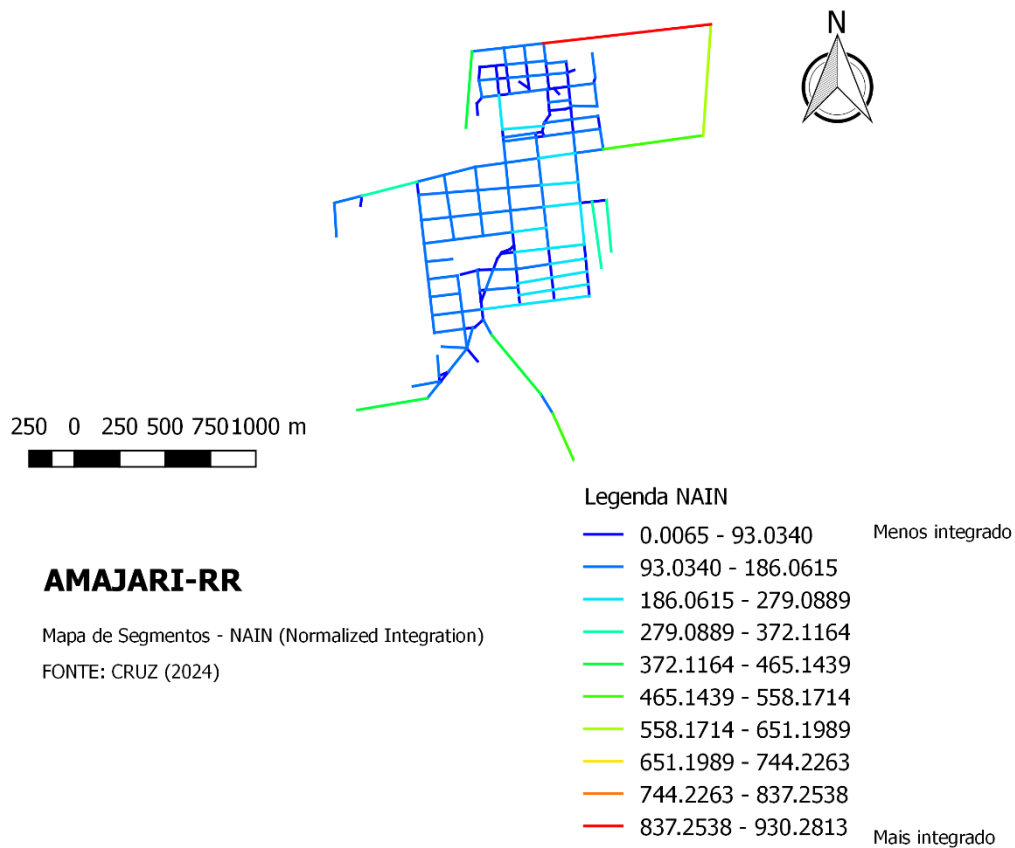 N
250 0 250 500 7501000 m
Legenda NAIN
0.0065 - 93.0340
Menos integrado
93.0340 - 186.0615
186.0615 - 279.0889
279.0889 - 372.1164
372.1164 - 465.1439
465.1439 - 558.1714
558.1714 - 651.1989
651.1989 - 744.2263
744.2263 - 837.2538
837.2538 - 930.2813
Mais integrado
AMAJARI-RR
Mapa de Segmentos - NAIN (Normalized Integration)
FONTE: CRUZ (2024)